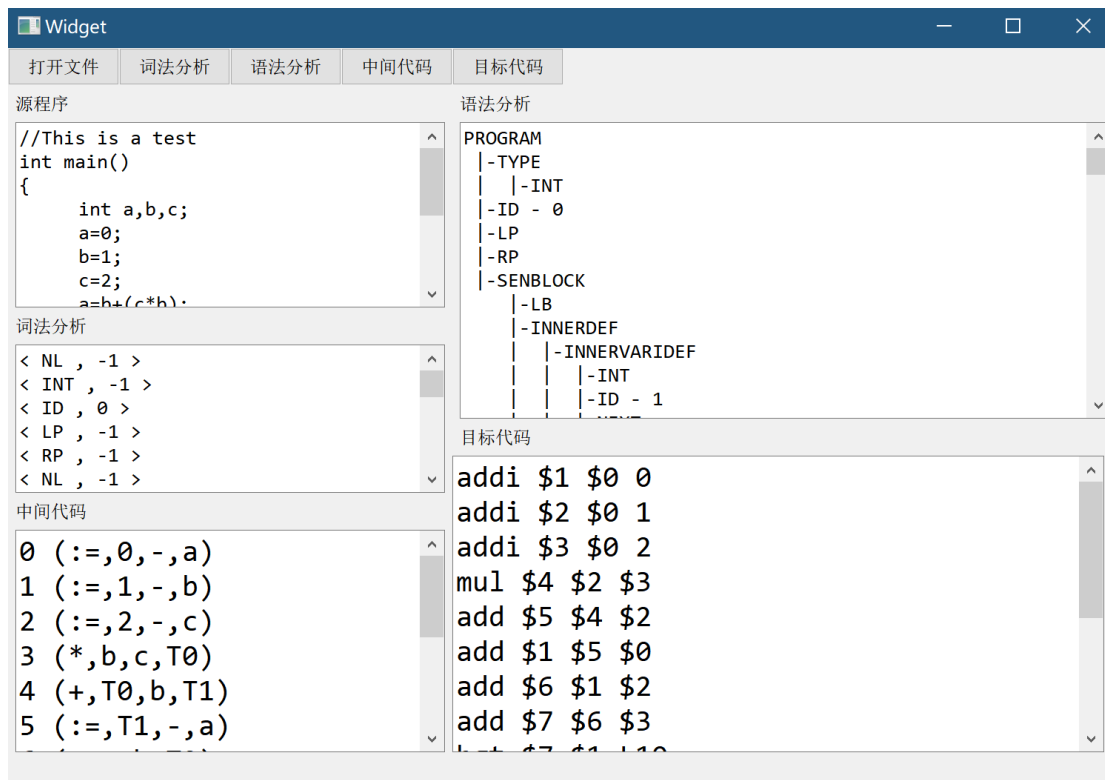 Widget
打开文件 词法分析 语法分析 中间代码 目标代码
源程序
//This is a test
int main()
{
int a,b,c;
a=0;
b=1;
c=2;
a=b+(c*b);
词法分析
< NL , -1 >
< INT , -1 >
< ID , 0 >
< LP , -1 >
< RP , -1 >
< NL , -1 >
中间代码
0 (:=,0,-,a)
1 (:=,1,-,b)
2 (:=,2,-,c)
3 (*,b,c,T0)
4 (+,T0,b,T1)
5 (:=,T1,-,a)
语法分析
PROGRAM
|-TYPE
| |-INT
|-ID - 0
|-LP
|-RP
|-SENBLOCK
|-LB
|-INNERDEF
| |-INNERVARIDEF
| | |-INT
| | |-ID - 1
目标代码
addi $1 $0 0
addi $2 $0 1
addi $3 $0 2
mul $4 $2 $3
add $5 $4 $2
add $1 $5 $0
add $6 $1 $2
add $7 $6 $3